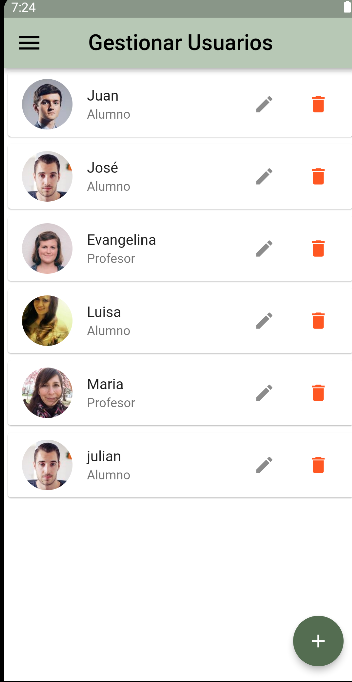 7:24
Gestionar Usuarios
Juan
Alumno
José
Alumno
Evangelina
Profesor
Luisa
Alumno
Maria
Profesor
julian
Alumno